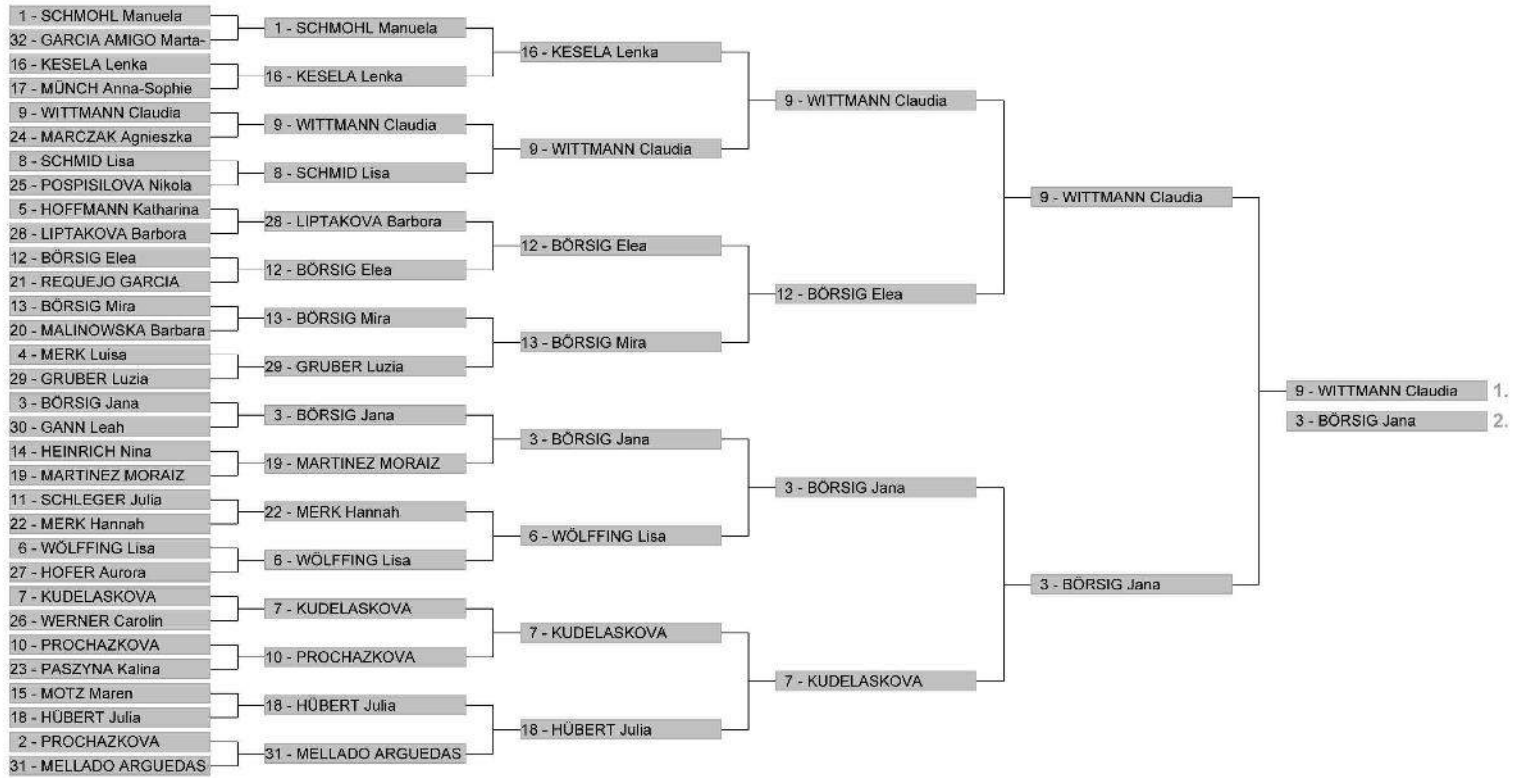 1 - SCHMOHL Manuela
32 - GARCIA AMIGO Marta-
16 - KESELA Lenka
17 - MÜNCH Anna-Sophie
9 - WITTMANN Claudia
24 - MARCZAK Agnieszka
8 - SCHMID Lisa
25 - POSPISILOVA Nikola
5 - HOFFMANN Katharina
28 - LIPTAKOVA Barbora
12 - BÖRSIG Elea
21 - REQUEJO GARCIA
13 - BÖRSIG Mira
20 - MALINOWSKA Barbara
4 - MERK Luisa
29 - GRUBER Luzia
3 - BÖRSIG Jana
30 - GANN Leah
14 - HEINRICH Nina
19 - MARTINEZ MORAIZ
11 - SCHLEGER Julia
22 - MERK Hannah
6 - WÖLFFING Lisa
27 - HOFER Aurora
7 - KUDELASKOVA
26 - WERNER Carolin
10 - PROCHAZKOVA
23 - PASZYNA Kalina
15 - MOTZ Maren
18 - HÜBERT Julia
2 - PROCHAZKOVA
31 - MELLADO ARGUEDAS
1 - SCHMOHL Manuela
16 - KESELA Lenka
9 - WITTMANN Claudia
8 - SCHMID Lisa
28 - LIPTAKOVA Barbora
12 - BÖRSIG Elea
13 - BÖRSIG Mira
29 - GRUBER Luzia
3 - BÖRSIG Jana
19 - MARTINEZ MORAIZ
22 - MERK Hannah
6 - WÖLFFING Lisa
7 - KUDELASKOVA
10 - PROCHAZKOVA
18 - HÜBERT Julia
31 - MELLADO ARGUEDAS
16 - KESELA Lenka
9 - WITTMANN Claudia
12 - BÖRSIG Elea
13 - BÖRSIG Mira
3 - BÖRSIG Jana
6 - WÖLFFING Lisa
7 - KUDELASKOVA
18 - HÜBERT Julia
9 - WITTMANN Claudia
12 - BÖRSIG Elea
3 - BÖRSIG Jana
7 - KUDELASKOVA
9 - WITTMANN Claudia
3 - BÖRSIG Jana
9 - WITTMANN Claudia 1.
3 - BÖRSIG Jana 2.